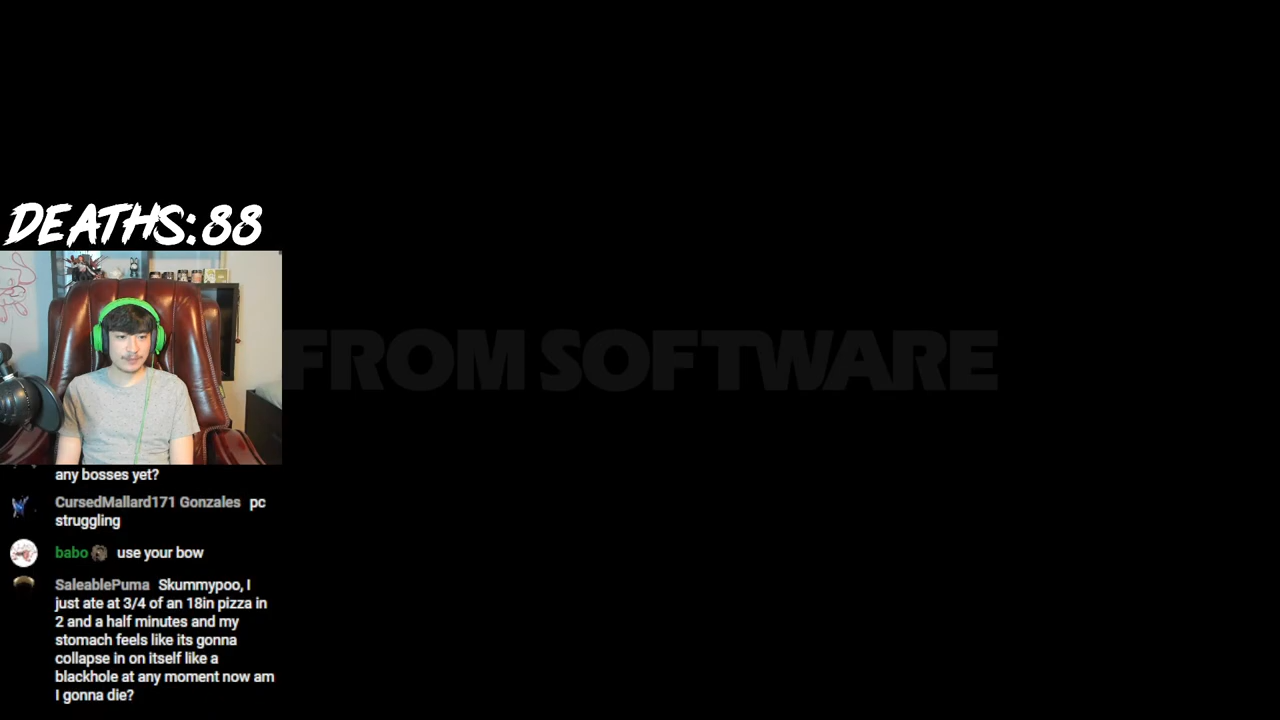 DEATHS:88
FROM SOFTWARE
any bosses yet?
CursedMallard171 Gonzales pc
struggling
babo use your bow
SaleablePuma Skummypoo, I
just ate at 3/4 of an 18in pizza in
2 and a half minutes and my
stomach feels like its gonna
collapse in on itself like a
blackhole at any moment now am
I gonna die?